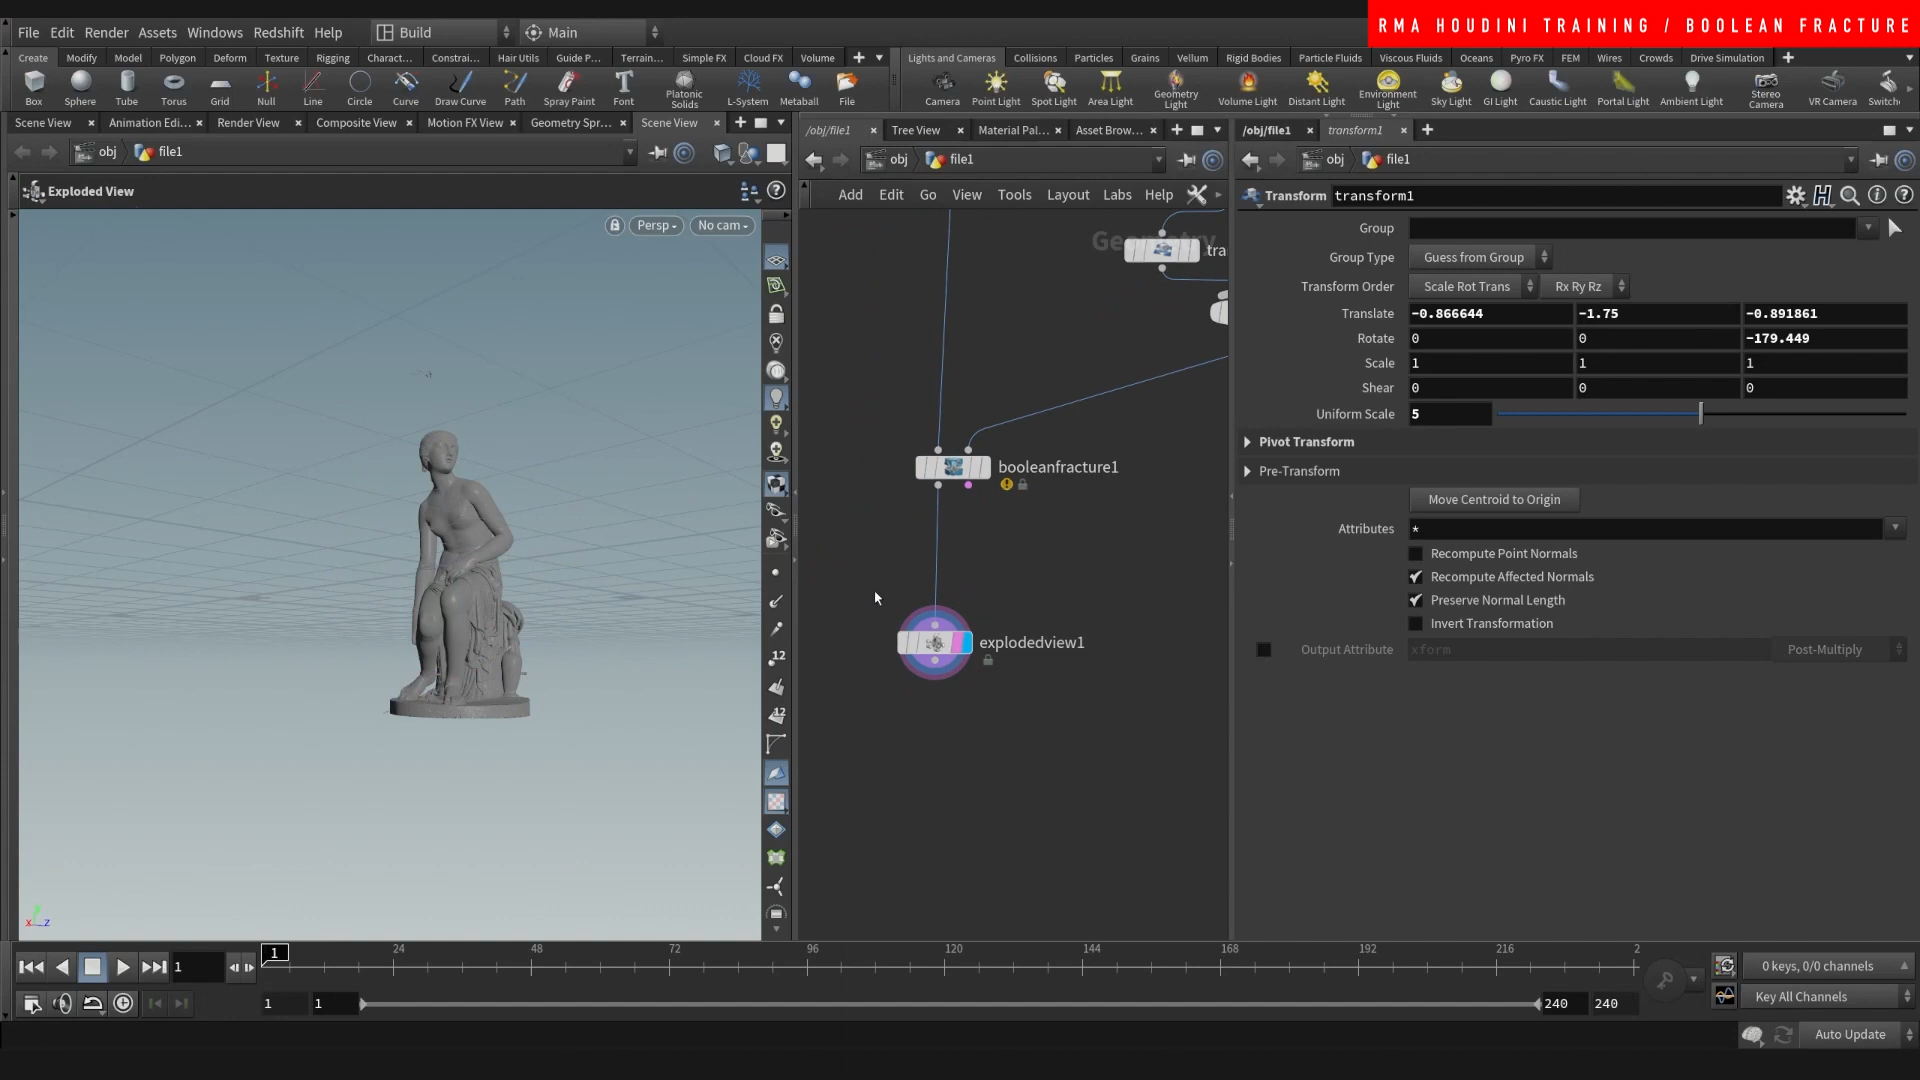 RMA HOUDINI TRAINING / BOOLEAN FRACTURE
File Edit Render Assets Windows Redshift Help Build Main
Create Modify Model Polygon Deform Texture Rigging Charact... Constrai... Hair Utils Guide P... Terrain... Simple FX Cloud FX Volume
Lights and Cameras Collisions Particles Grains Vellum Rigid Bodies Particle Fluids Viscous Fluids Oceans Pyro FX FEM Wires Crowds Drive Simulation
Box Sphere Tube Torus Grid Null Line Circle Curve Draw Curve Path Spray Paint Font Platonic Solids L-System Metaball File
Camera Point Light Spot Light Area Light Geometry Light Volume Light Distant Light Environment Light Sky Light GI Light Caustic Light Portal Light Ambient Light Stereo Camera VR Camera Switch
Scene View Animation Edi... Render View Composite View Motion FX View Geometry Spr... Scene View
/obj/file1 Tree View Material Pal... Asset Brow...
/obj/file1 transform1
obj file1
obj file1
obj file1
Exploded View
Persp No cam
12
12
x z
Add Edit Go View Tools Layout Labs Help
Geometry
tra
booleanfracture1
explodedview1
Transform transform1
Group
Group Type Guess from Group
Transform Order Scale Rot Trans Rx Ry Rz
Translate -0.866644 -1.75 -0.891861
Rotate 0 0 -179.449
Scale 1 1 1
Shear 0 0 0
Uniform Scale 5
Pivot Transform
Pre-Transform
Move Centroid to Origin
Attributes *
Recompute Point Normals
Recompute Affected Normals
Preserve Normal Length
Invert Transformation
Output Attribute xform Post-Multiply
1 1 24 48 72 96 120 144 168 192 216 2
0 keys, 0/0 channels
1 1 240 240
Key All Channels
Auto Update